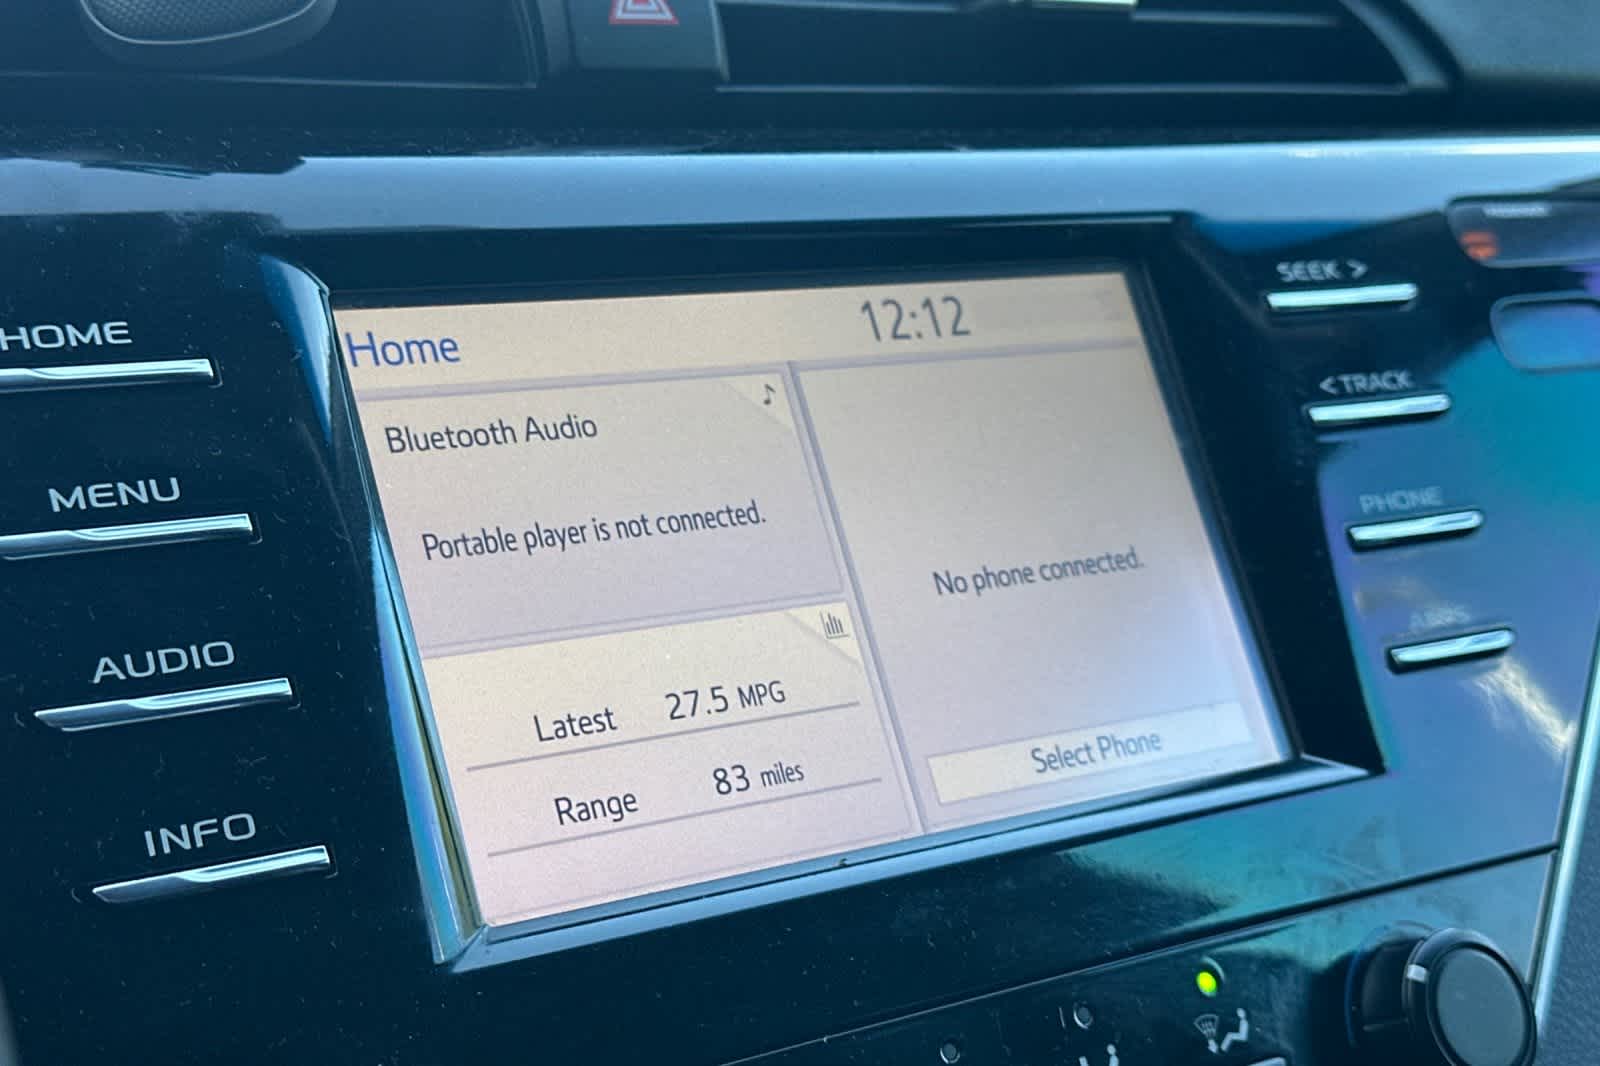 HOME
MENU
AUDIO
INFO
Home
12:12
Bluetooth Audio
Portable player is not connected.
Latest 27.5 MPG
Range 83 miles
No phone connected.
Select Phone
SEEK >
< TRACK
PHONE